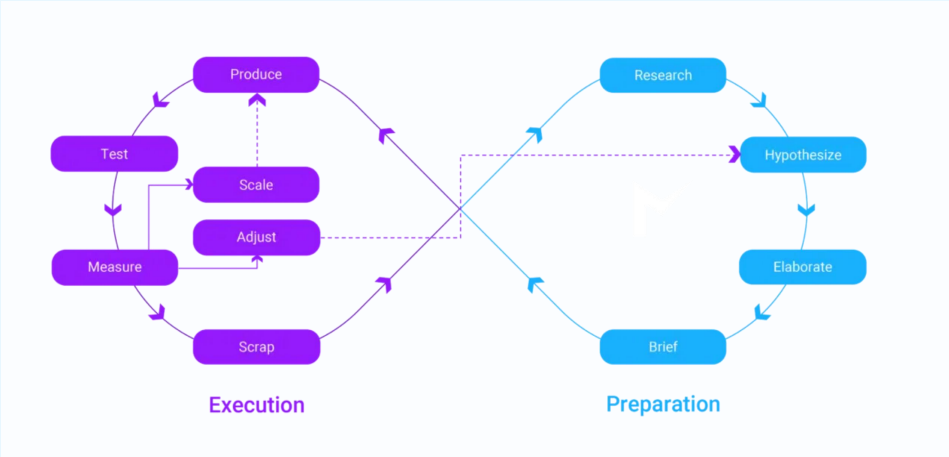 Produce
Research
Test
Hypothesize
Scale
Adjust
Measure
Elaborate
Scrap
Brief
Execution
Preparation